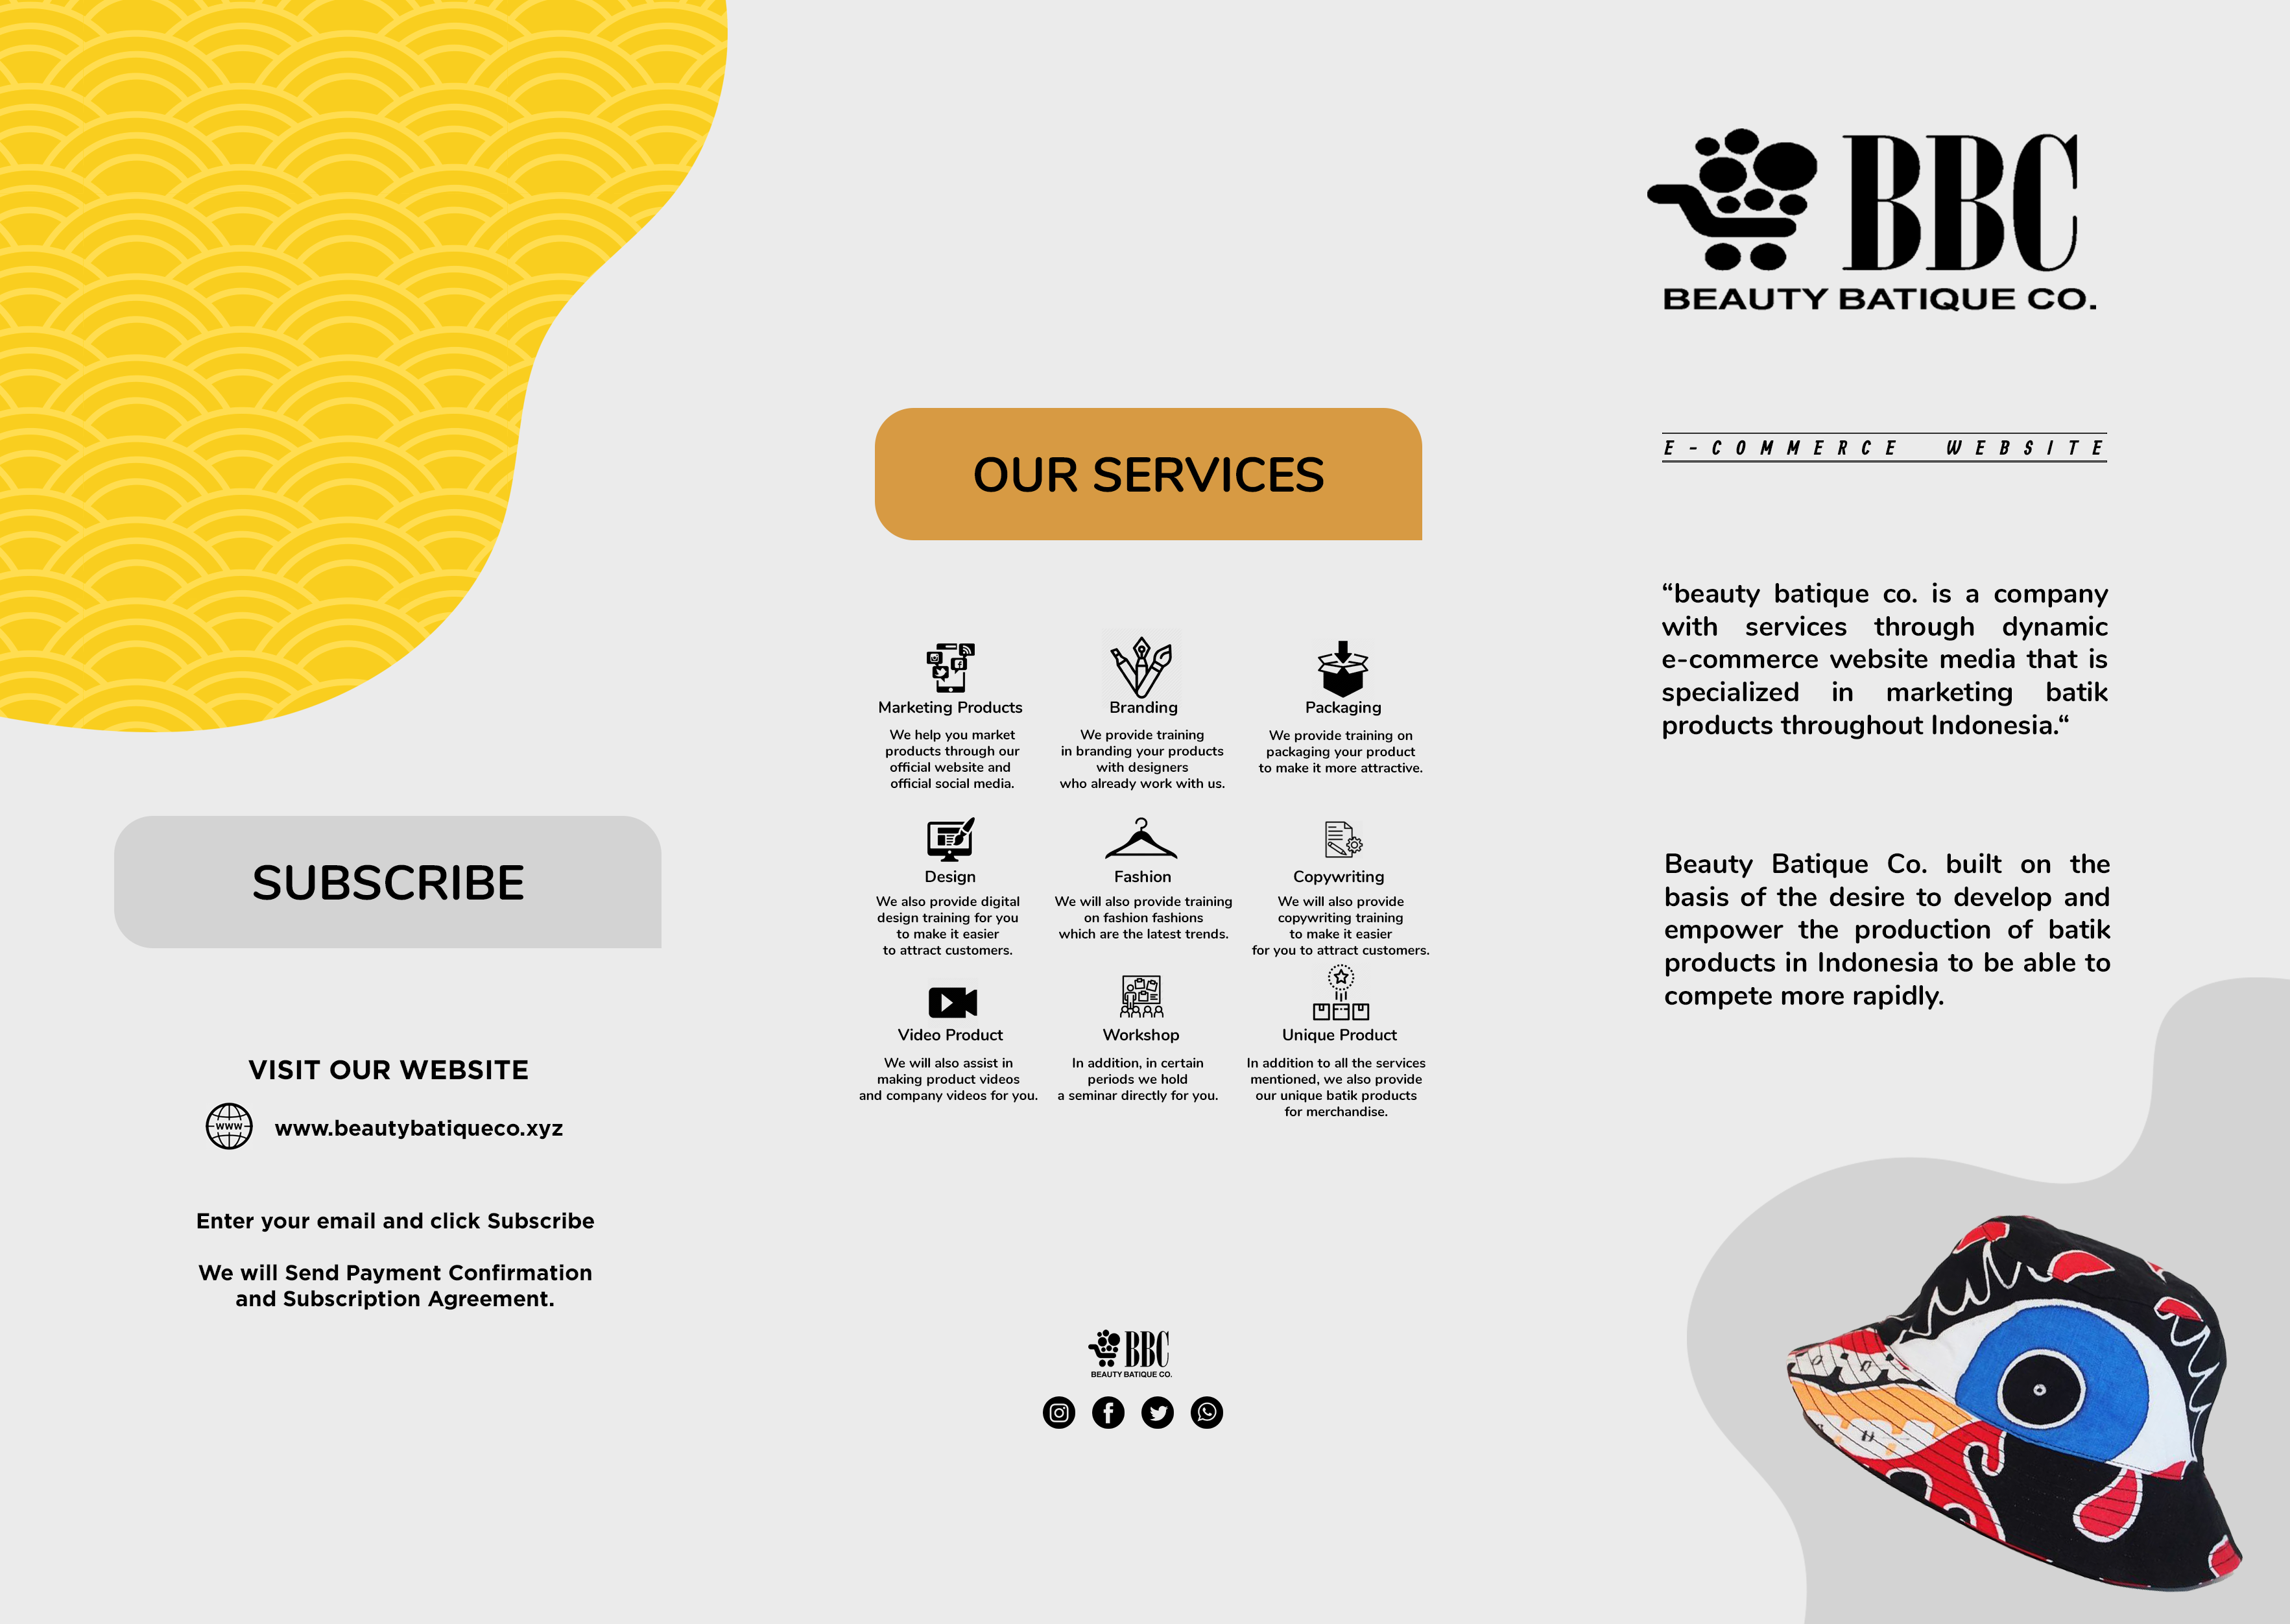 SUBSCRIBE
VISIT OUR WEBSITE
WWW
www.beautybatiqueco.xyz
Enter your email and click Subscribe
We will Send Payment Confirmation
and Subscription Agreement.
OUR SERVICES
Marketing Products
We help you market
products through our
official website and
official social media.
Branding
We provide training
in branding your products
with designers
who already work with us.
Packaging
We provide training on
packaging your product
to make it more attractive.
Design
We also provide digital
design training for you
to make it easier
to attract customers.
Fashion
We will also provide training
on fashion fashions
which are the latest trends.
Copywriting
We will also provide
copywriting training
to make it easier
for you to attract customers.
Video Product
We will also assist in
making product videos
and company videos for you.
Workshop
In addition, in certain
periods we hold
a seminar directly for you.
Unique Product
In addition to all the services
mentioned, we also provide
our unique batik products
for merchandise.
BBC
BEAUTY BATIQUE CO.
BBC
BEAUTY BATIQUE CO.
E-COMMERCE WEBSITE
“beauty batique co. is a company
with services through dynamic
e-commerce website media that is
specialized in marketing batik
products throughout Indonesia.“
Beauty Batique Co. built on the
basis of the desire to develop and
empower the production of batik
products in Indonesia to be able to
compete more rapidly.